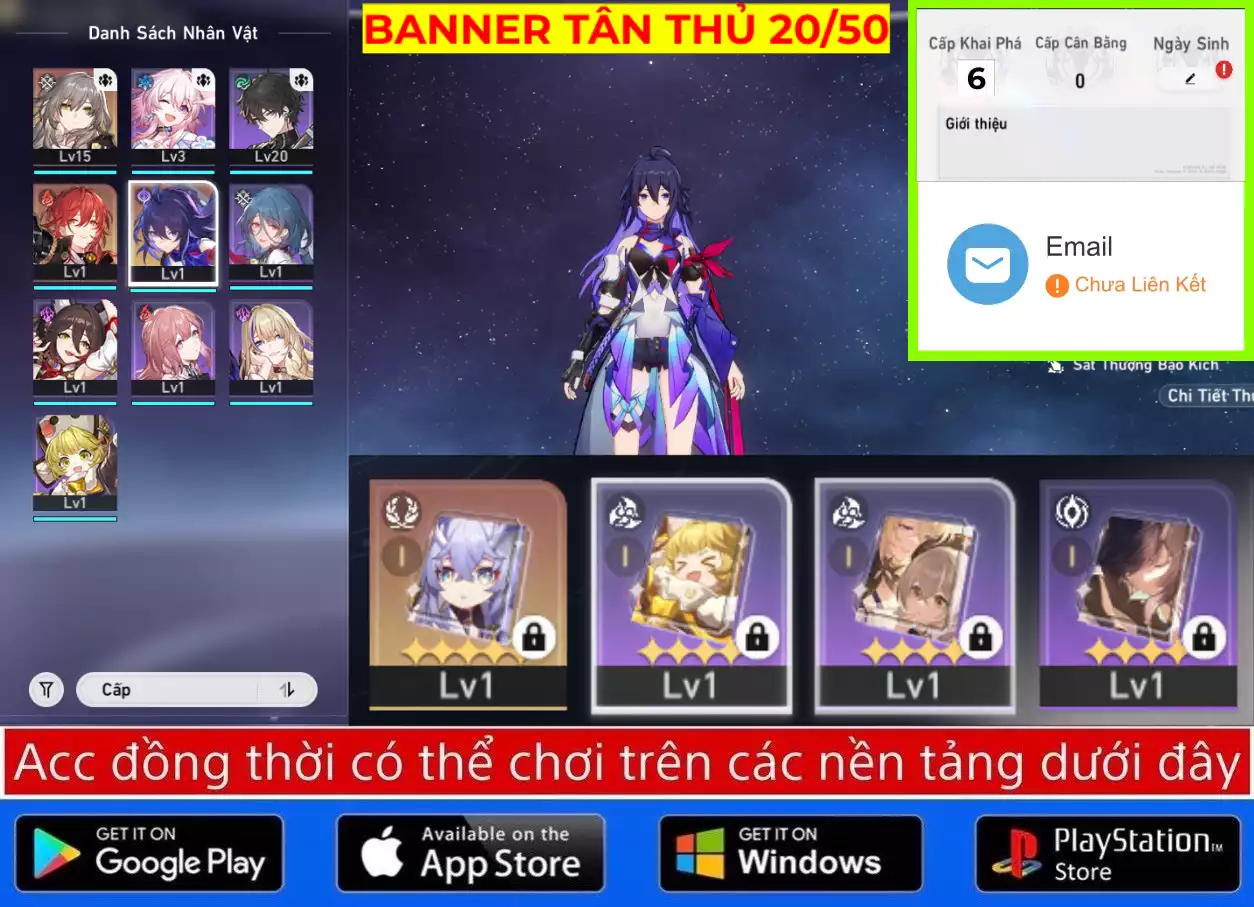 Danh Sách Nhân Vật
BANNER TÂN THỦ 20/50
Cấp Khai Phá
Cấp Cân Bằng
Ngày Sinh
6
0
Giới thiệu
Lv15
Lv3
Lv20
Lv1
Lv1
Lv1
Lv1
Lv1
Lv1
Lv1
Email
Chưa Liên Kết
Sát Thương Bạo Kích
Chi Tiết Th
Lv1
Lv1
Lv1
Lv1
Cấp
Acc đồng thời có thể chơi trên các nền tảng dưới đây
GET IT ON
Google Play
Available on the
App Store
GET IT ON
Windows
PlayStation™
Store